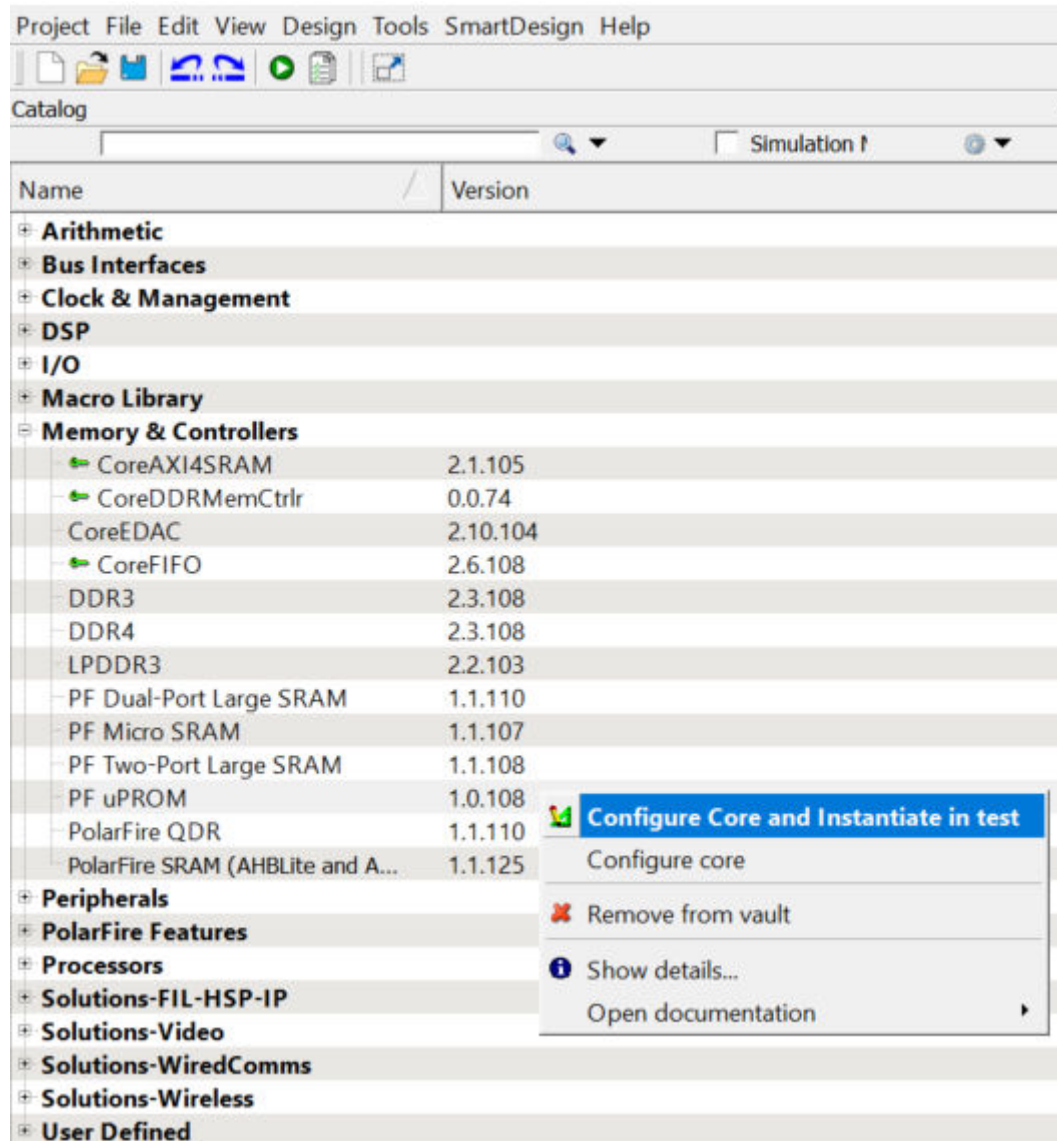 Project File Edit View Design Tools SmartDesign Help
Catalog
Simulation M
Name Version
Arithmetic
Bus Interfaces
Clock & Management
DSP
I/O
Macro Library
Memory & Controllers
CoreAXI4SRAM 2.1.105
CoreDDRMemCtrlr 0.0.74
CoreEDAC 2.10.104
CoreFIFO 2.6.108
DDR3 2.3.108
DDR4 2.3.108
LPDDR3 2.2.103
PF Dual-Port Large SRAM 1.1.110
PF Micro SRAM 1.1.107
PF Two-Port Large SRAM 1.1.108
PF uPROM 1.0.108
PolarFire QDR 1.1.110
PolarFire SRAM (AHBLite and A... 1.1.125
Configure Core and Instantiate in test
Configure core
Remove from vault
Show details...
Open documentation
Peripherals
PolarFire Features
Processors
Solutions-FIL-HSP-IP
Solutions-Video
Solutions-WiredComms
Solutions-Wireless
User Defined